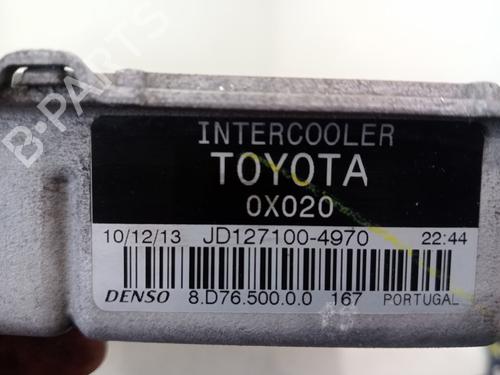 B-PARTS
INTERCOOLER
TOYOTA
0X020
10/12/13 JD127100-4970 22:44
DENSO 8.D76.500.0.0 167 PORTUGAL